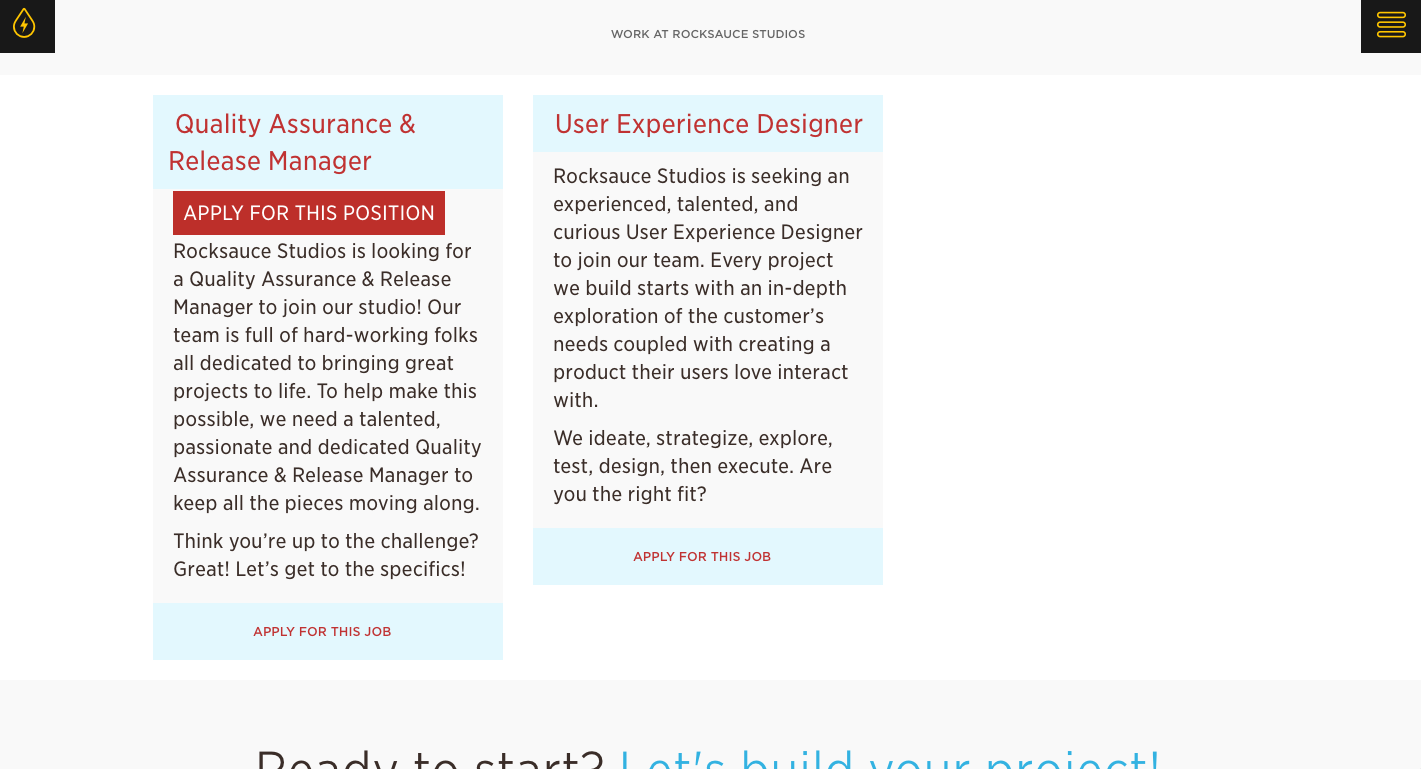 WORK AT ROCKSAUCE STUDIOS
Quality Assurance &
Release Manager
APPLY FOR THIS POSITION
Rocksauce Studios is looking for
a Quality Assurance & Release
Manager to join our studio! Our
team is full of hard-working folks
all dedicated to bringing great
projects to life. To help make this
possible, we need a talented,
passionate and dedicated Quality
Assurance & Release Manager to
keep all the pieces moving along.
Think you’re up to the challenge?
Great! Let’s get to the specifics!
APPLY FOR THIS JOB
User Experience Designer
Rocksauce Studios is seeking an
experienced, talented, and
curious User Experience Designer
to join our team. Every project
we build starts with an in-depth
exploration of the customer’s
needs coupled with creating a
product their users love interact
with.
We ideate, strategize, explore,
test, design, then execute. Are
you the right fit?
APPLY FOR THIS JOB
Ready to start? Let's build your project!